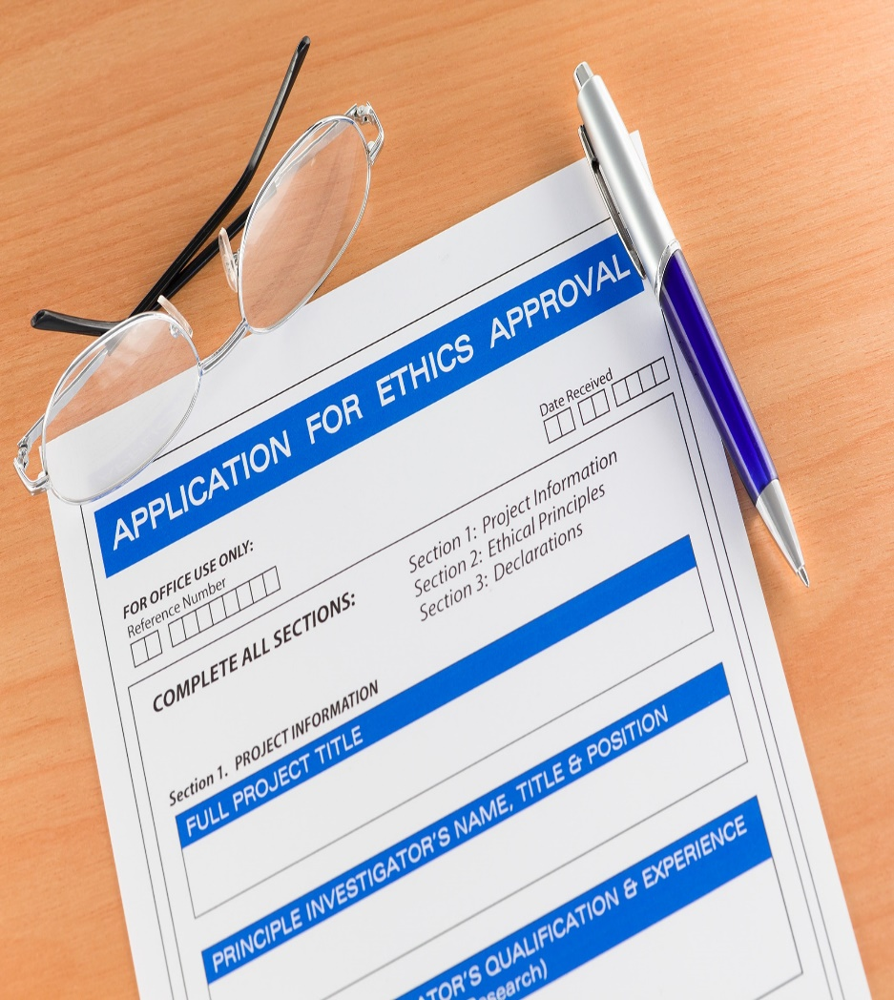 APPLICATION FOR ETHICS APPROVAL
Date Received
FOR OFFICE USE ONLY:
Reference Number
COMPLETE ALL SECTIONS:
Section 1: Project Information
Section 2: Ethical Principles
Section 3: Declarations
Section 1. PROJECT INFORMATION
FULL PROJECT TITLE
PRINCIPLE INVESTIGATOR'S NAME, TITLE & POSITION
ATOR'S QUALIFICATION & EXPERIENCE
esearch)